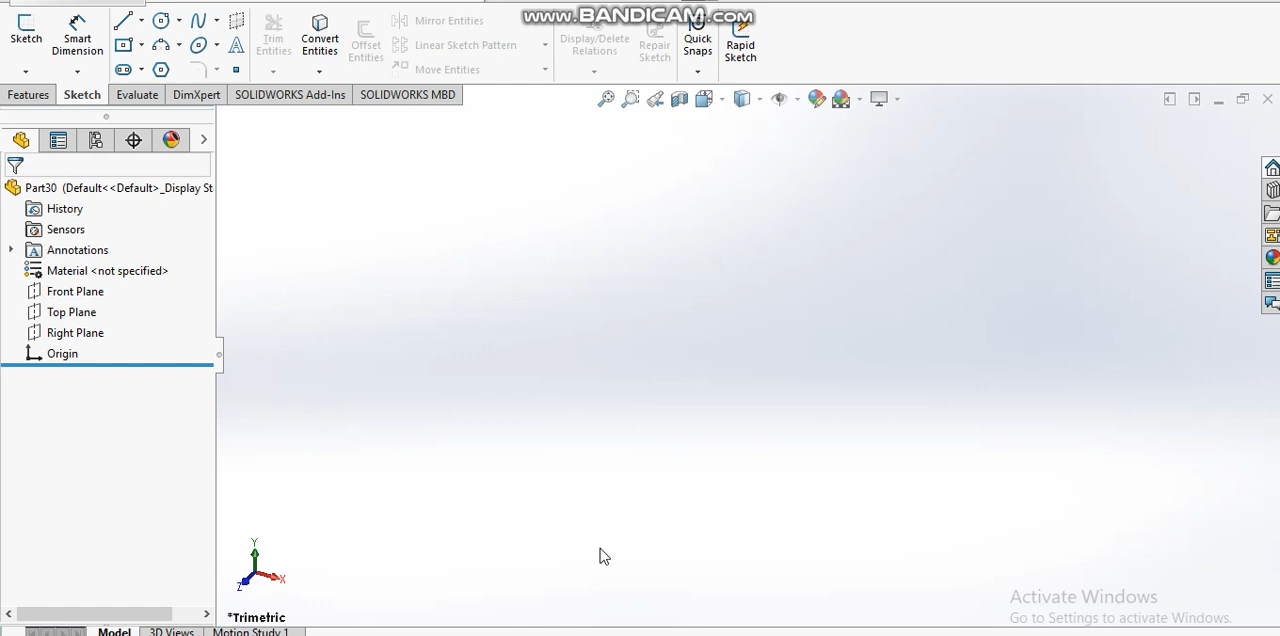 www.BANDICAM.com
Sketch
Smart Dimension
Trim Entities
Convert Entities
Offset Entities
Mirror Entities
Linear Sketch Pattern
Move Entities
Display/Delete Relations
Repair Sketch
Quick Snaps
Rapid Sketch
Features
Sketch
Evaluate
DimXpert
SOLIDWORKS Add-Ins
SOLIDWORKS MBD
Part30 (Default<<Default>_Display St
History
Sensors
Annotations
Material <not specified>
Front Plane
Top Plane
Right Plane
Origin
Y
X
Z
*Trimetric
Activate Windows
Go to Settings to activate Windows.
Model
3D Views
Motion Study 1